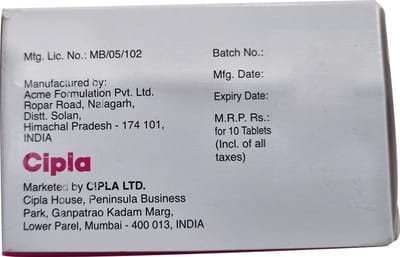 Mfg. Lic. No.: MB/05/102
Manufactured by:
Acme Formulation Pvt. Ltd.
Ropar Road, Nalagarh,
Distt. Solan,
Himachal Pradesh - 174 101,
INDIA
Cipla
Marketed by CIPLA LTD.
Cipla House, Peninsula Business
Park, Ganpatrao Kadam Marg,
Lower Parel, Mumbai - 400 013, INDIA
Batch No.:
Mfg. Date:
Expiry Date:
M.R.P. Rs.:
for 10 Tablets
(Incl. of all
taxes)